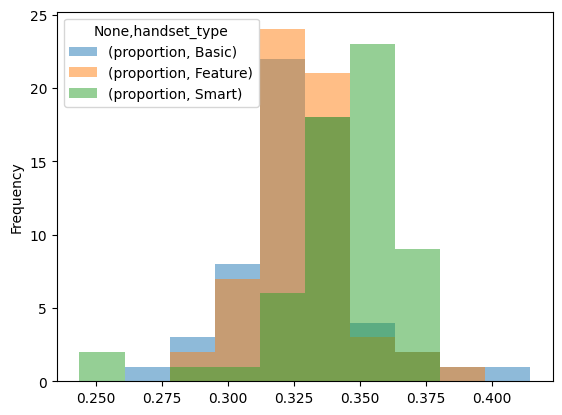 None,handset_type
(proportion, Basic)
(proportion, Feature)
(proportion, Smart)
Frequency
25
20
15
10
5
0
0.250 0.275 0.300 0.325 0.350 0.375 0.400